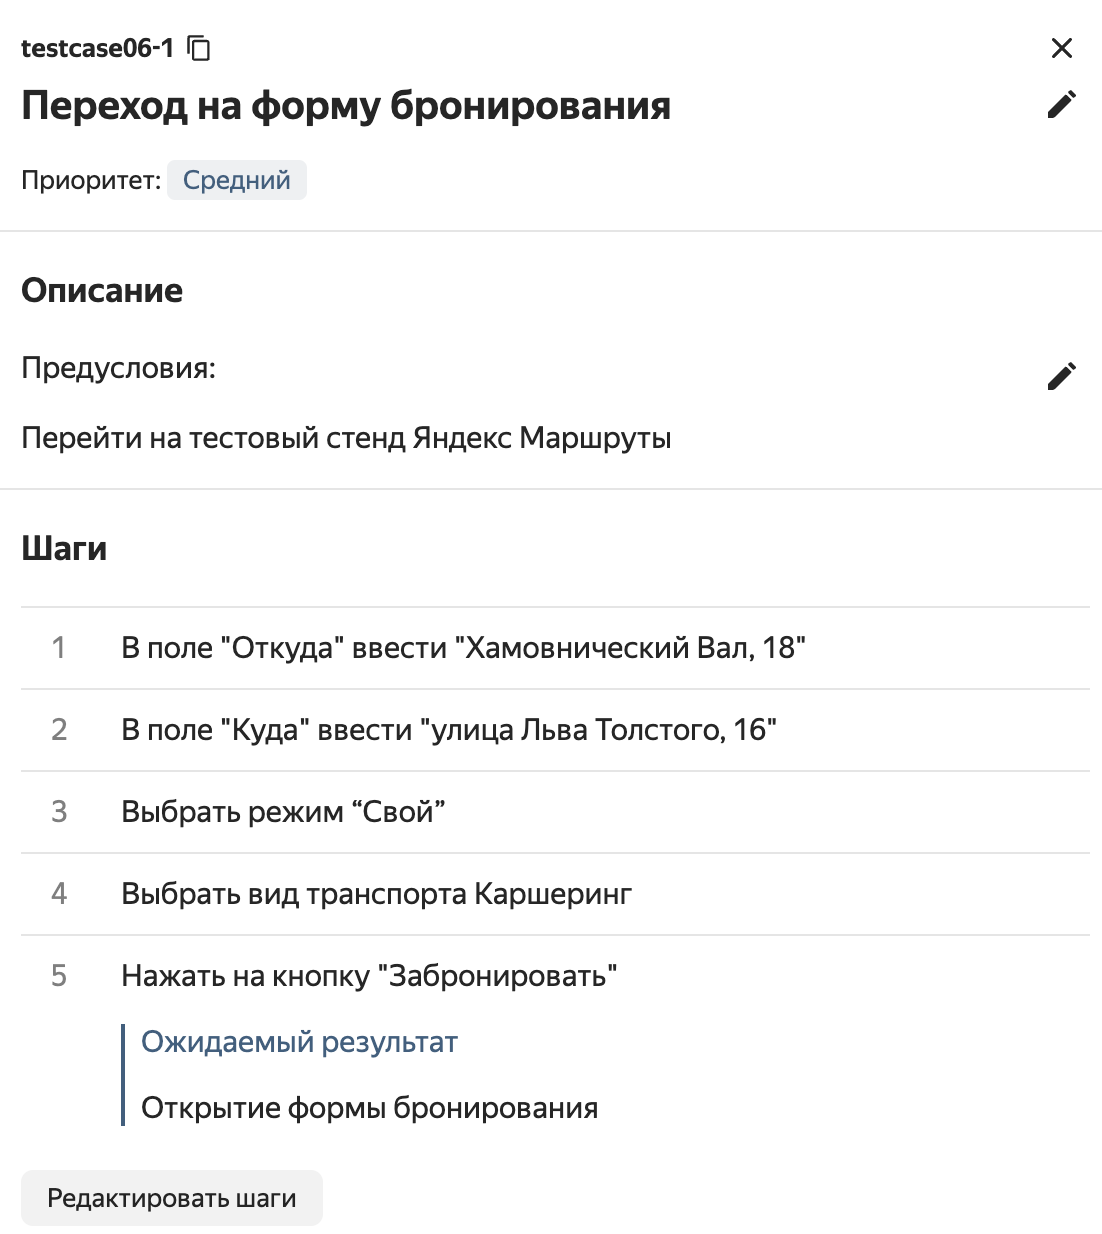 testcase06-1
Переход на форму бронирования
Приоритет: Средний
Описание
Предусловия:
Перейти на тестовый стенд Яндекс Маршруты
Шаги
1 В поле "Откуда" ввести "Хамовнический Вал, 18"
2 В поле "Куда" ввести "улица Льва Толстого, 16"
3 Выбрать режим “Свой”
4 Выбрать вид транспорта Каршеринг
5 Нажать на кнопку "Забронировать"
Ожидаемый результат
Открытие формы бронирования
Редактировать шаги